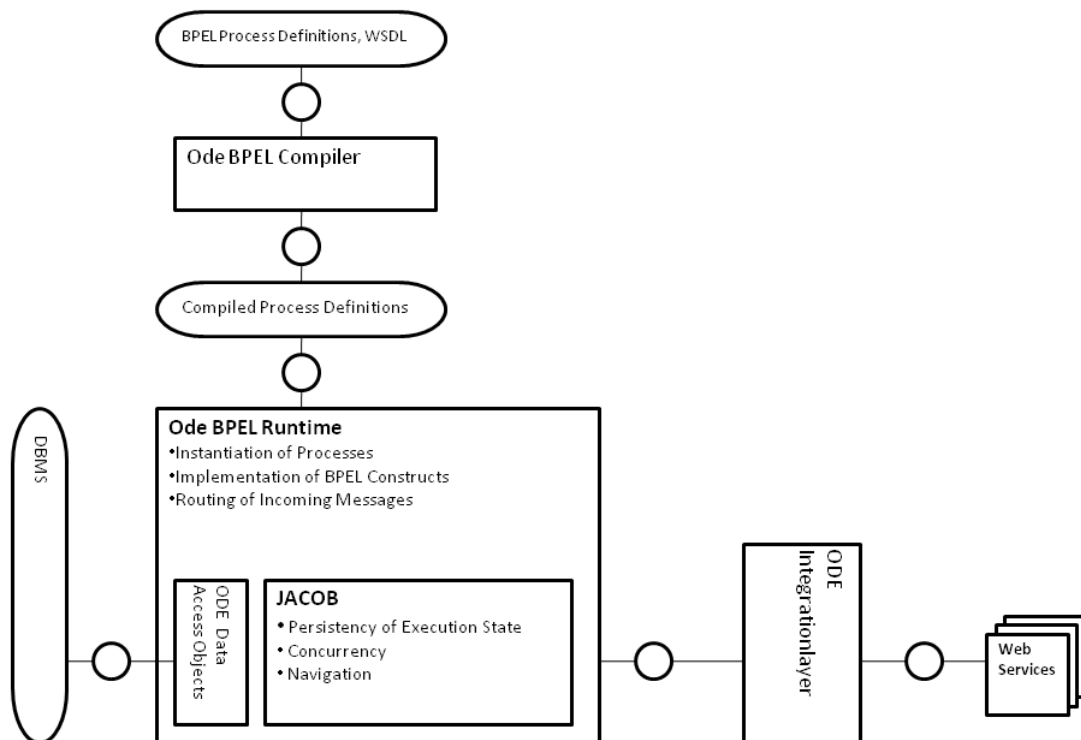 BPEL Process Definitions, WSDL
Ode BPEL Compiler
Compiled Process Definitions
DBMS
Ode BPEL Runtime
•Instantiation of Processes
•Implementation of BPEL Constructs
•Routing of Incoming Messages
ODE Data
Access Objects
JACOB
• Persistency of Execution State
• Concurrency
• Navigation
ODE
Integrationlayer
Web
Services